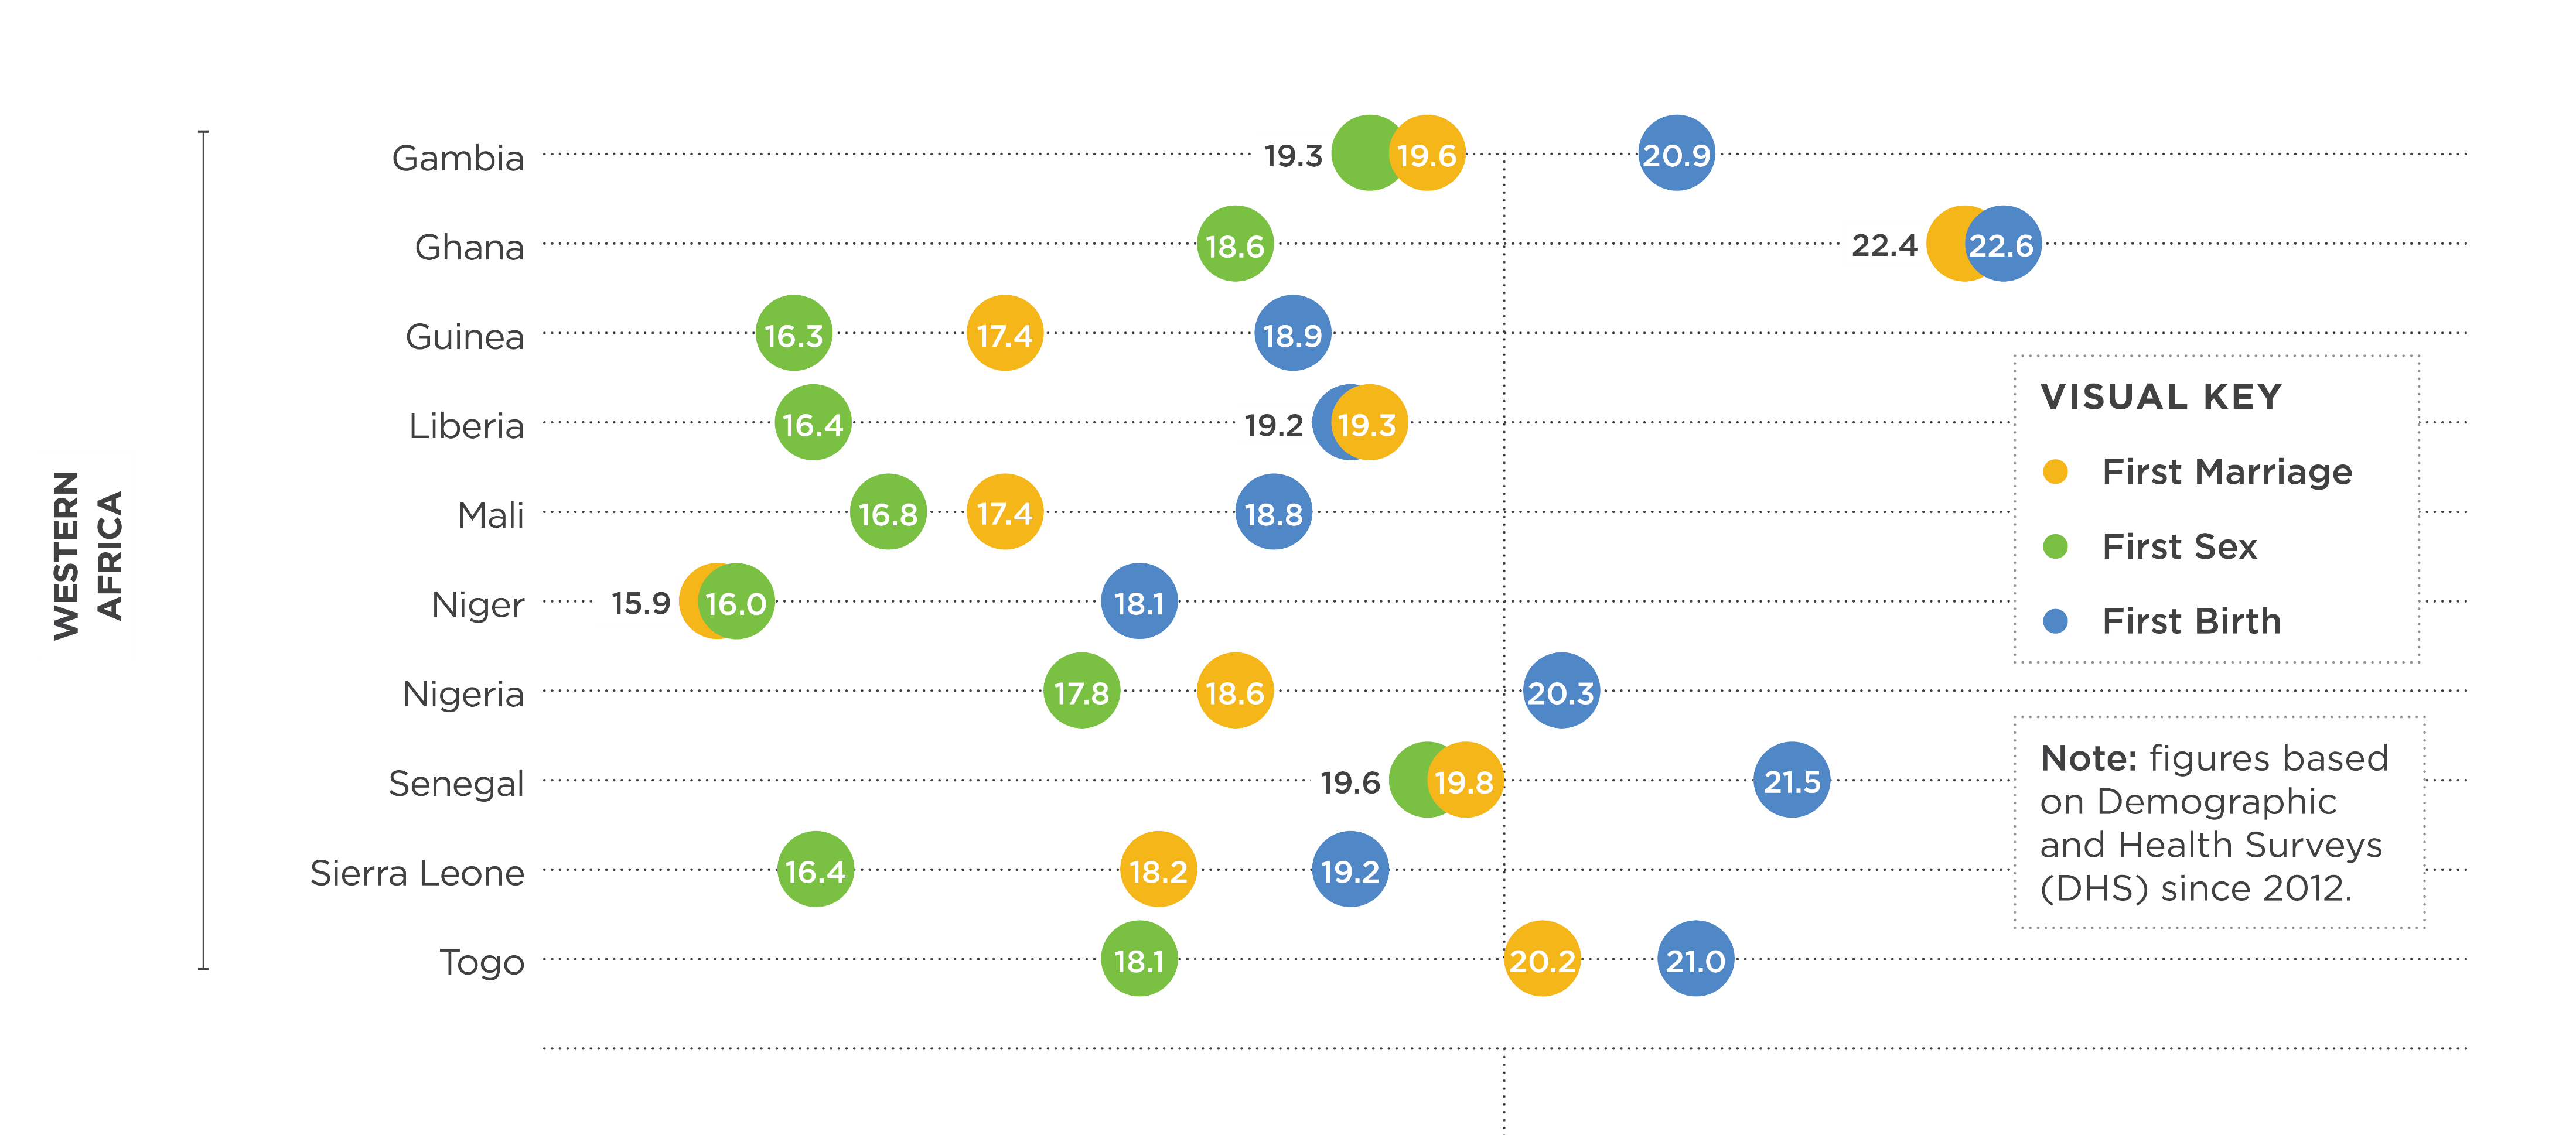 WESTERN
AFRICA
Gambia 19.3 19.6 20.9
Ghana 18.6 22.4 22.6
Guinea 16.3 17.4 18.9
Liberia 16.4 19.2 19.3
Mali 16.8 17.4 18.8
Niger 15.9 16.0 18.1
Nigeria 17.8 18.6 20.3
Senegal 19.6 19.8 21.5
Sierra Leone 16.4 18.2 19.2
Togo 18.1 20.2 21.0
VISUAL KEY
First Marriage
First Sex
First Birth
Note: figures based
on Demographic
and Health Surveys
(DHS) since 2012.